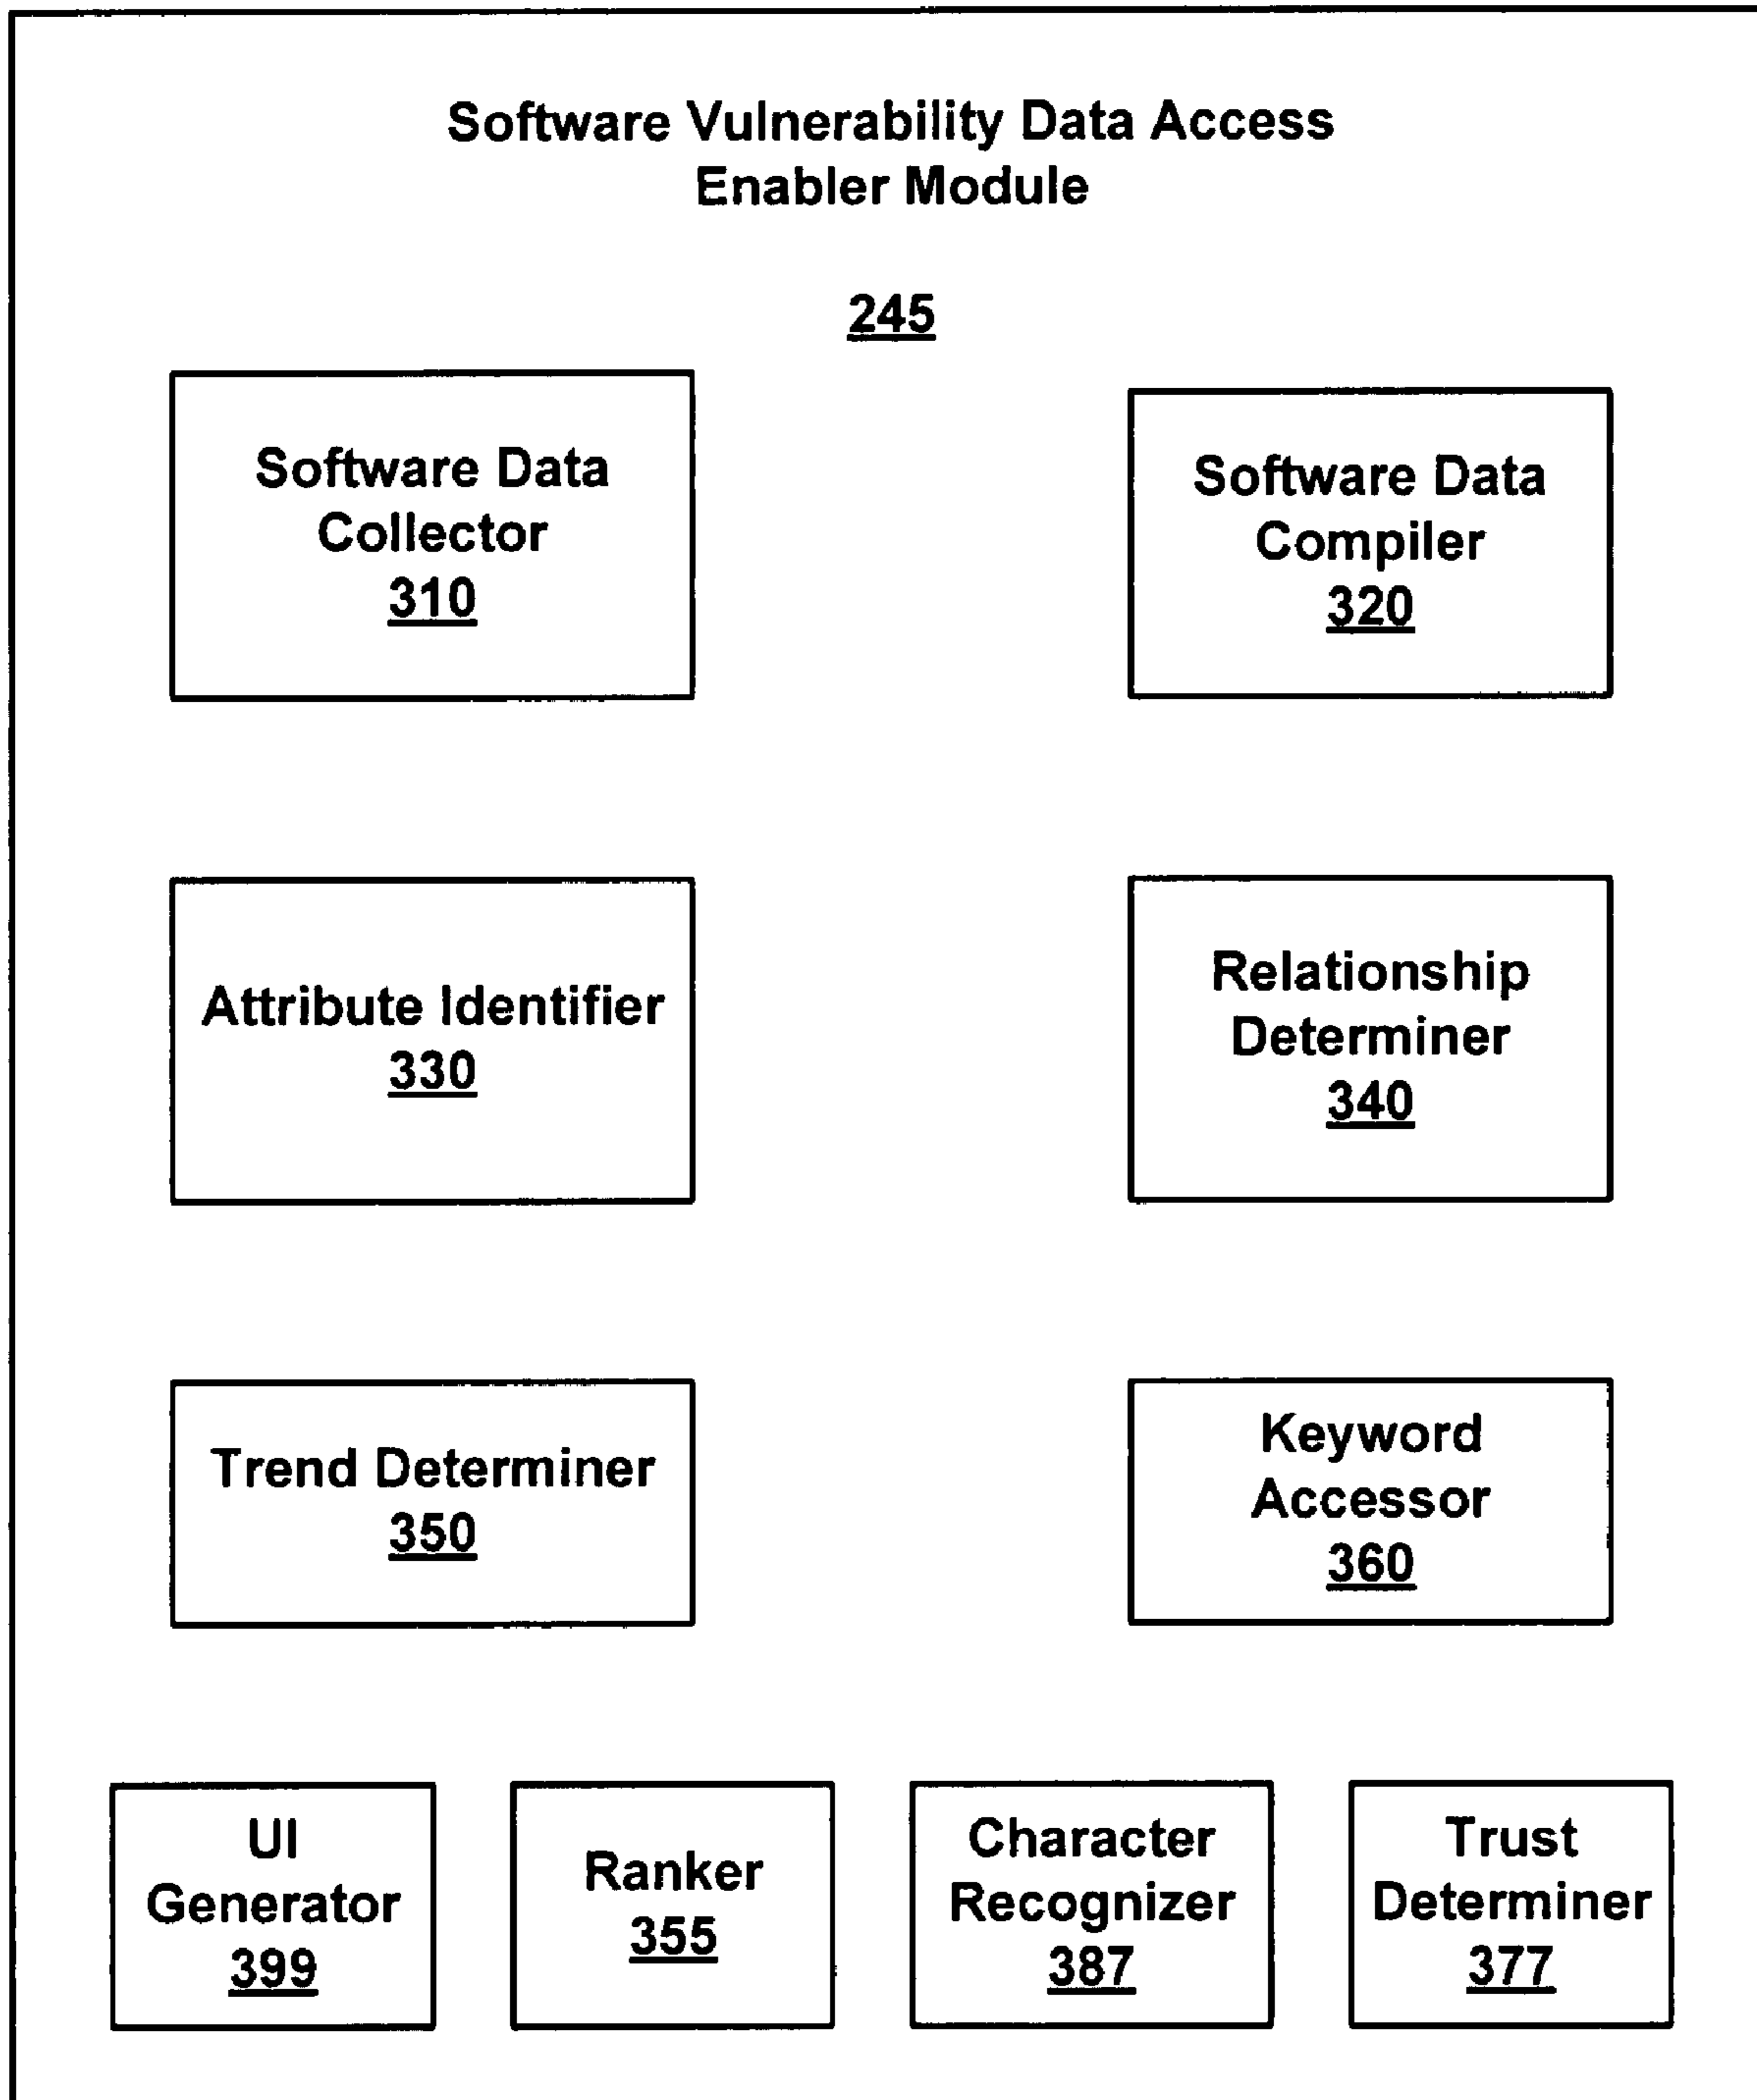 Software Vulnerability Data Access
Enabler Module
245
Software Data
Collector
310
Software Data
Compiler
320
Attribute Identifier
330
Relationship
Determiner
340
Trend Determiner
350
Keyword
Accessor
360
UI
Generator
399
Ranker
355
Character
Recognizer
387
Trust
Determiner
377